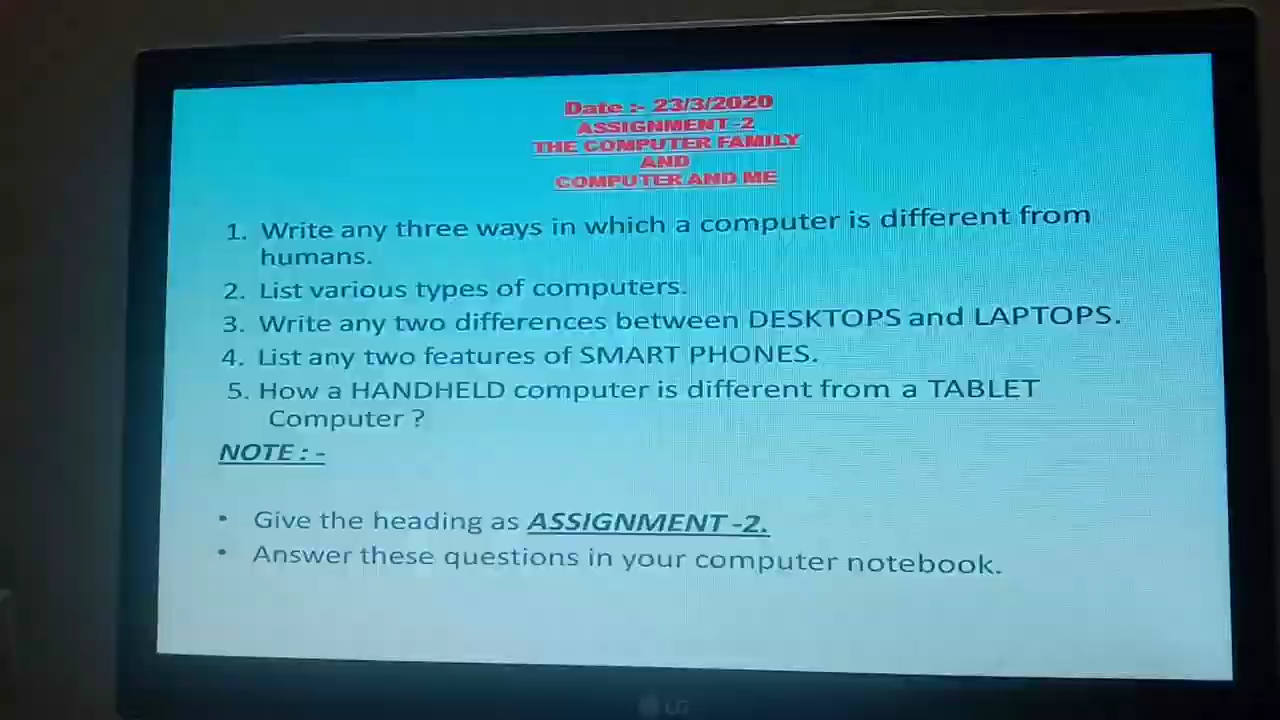 Date :- 23/3/2020
ASSIGNMENT -2
THE COMPUTER FAMILY
AND
COMPUTER AND ME
1. Write any three ways in which a computer is different from
humans.
2. List various types of computers.
3. Write any two differences between DESKTOPS and LAPTOPS.
4. List any two features of SMART PHONES.
5. How a HANDHELD computer is different from a TABLET
Computer ?
NOTE : -
• Give the heading as ASSIGNMENT -2.
• Answer these questions in your computer notebook.
LG